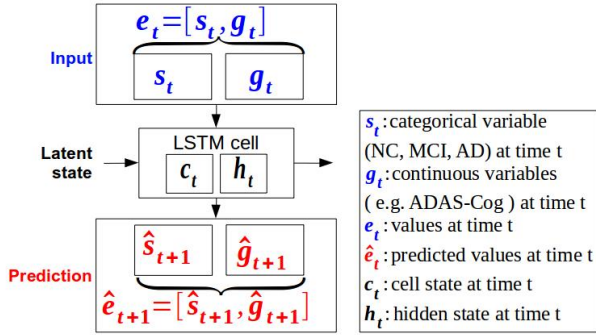 e_t=[s_t, g_t]
Input
s_t g_t
LSTM cell
Latent
state
c_t h_t
ŝ_{t+1} ĝ_{t+1}
Prediction
ê_{t+1}=[ŝ_{t+1}, ĝ_{t+1}]
s_t: categorical variable
(NC, MCI, AD) at time t
g_t: continuous variables
( e.g. ADAS-Cog ) at time t
e_t: values at time t
ê_t: predicted values at time t
c_t: cell state at time t
h_t: hidden state at time t